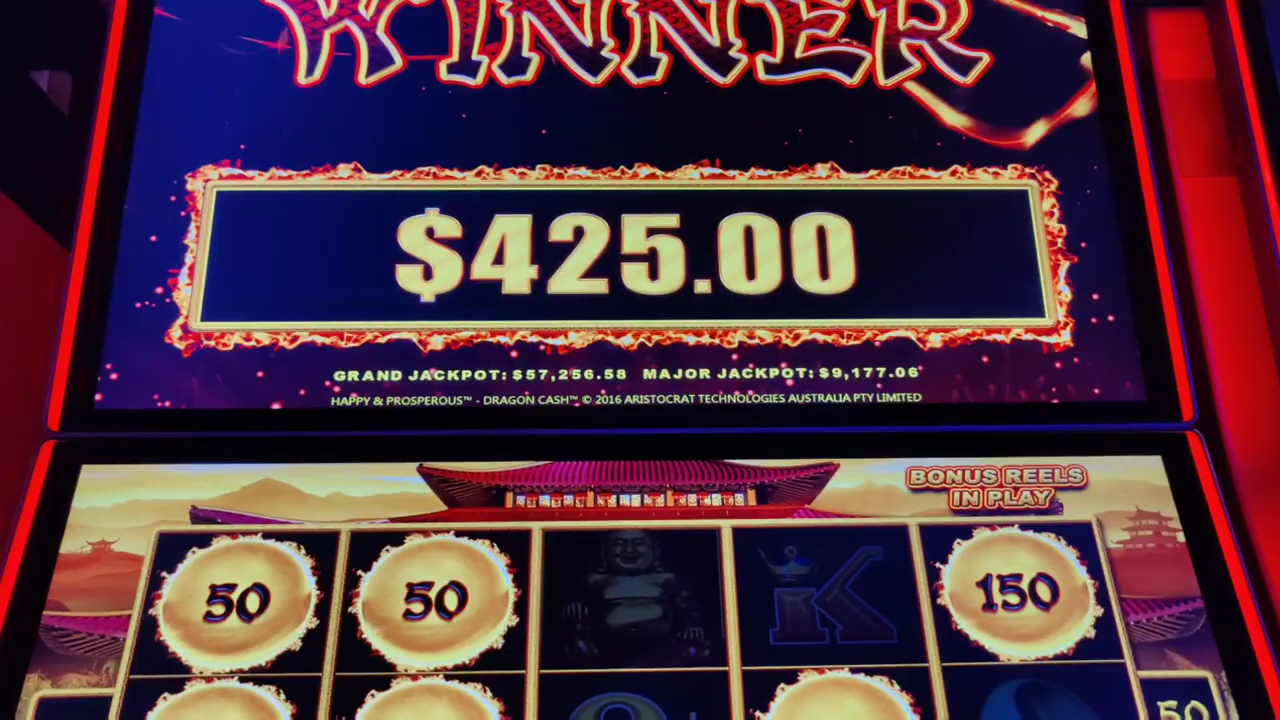 WINNER
$425.00
GRAND JACKPOT: $57,256.58 MAJOR JACKPOT: $9,177.06
HAPPY & PROSPEROUS™ - DRAGON CASH™ © 2016 ARISTOCRAT TECHNOLOGIES AUSTRALIA PTY LIMITED
BONUS REELS
IN PLAY
50 50 K 150
50